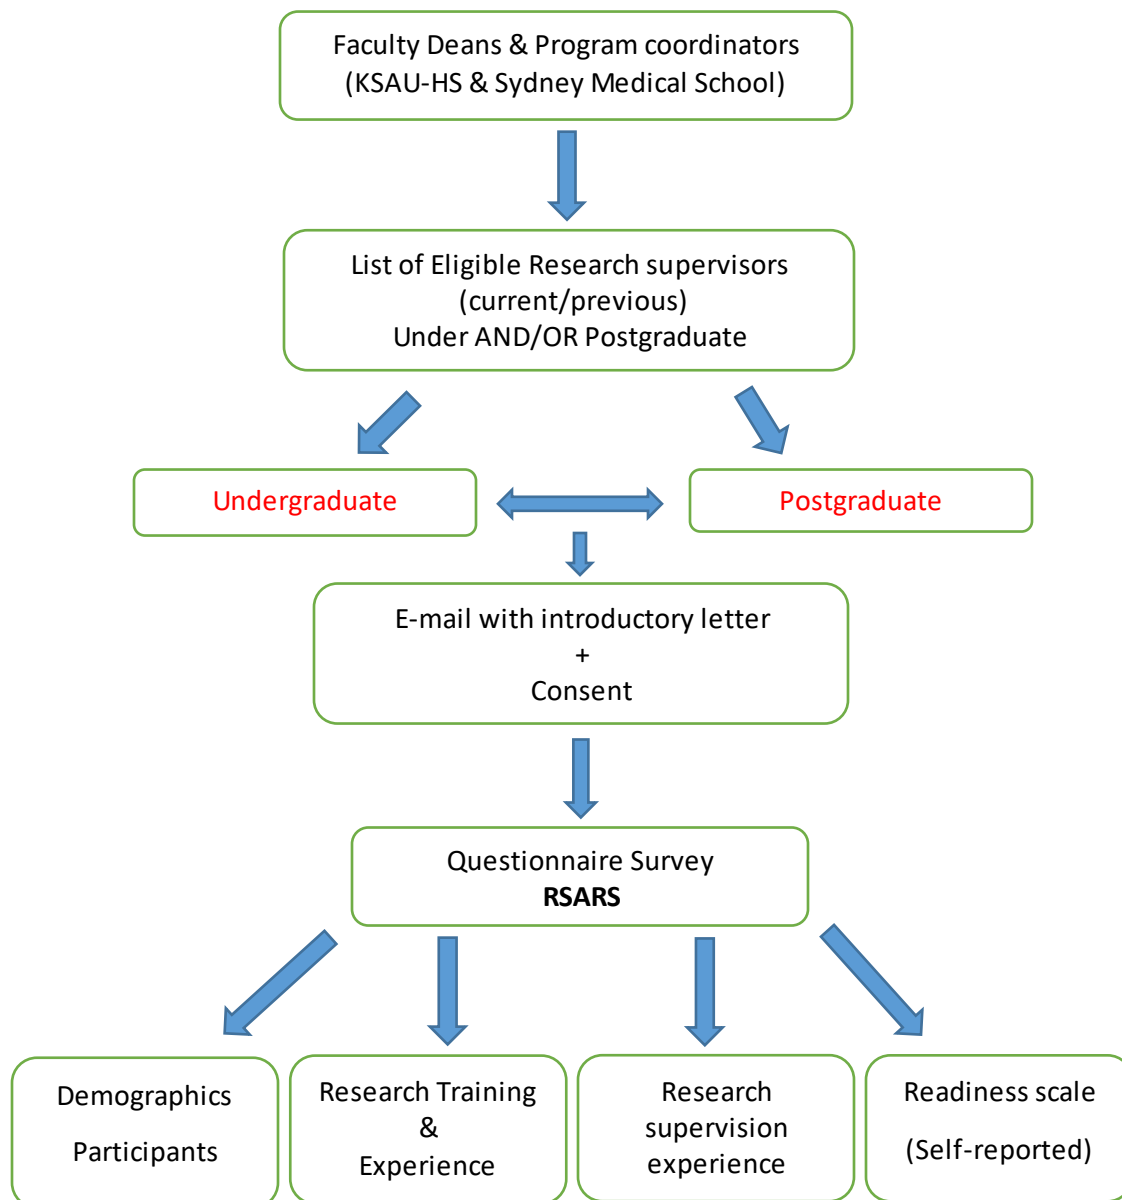 Faculty Deans & Program coordinators
(KSAU-HS & Sydney Medical School)
List of Eligible Research supervisors
(current/previous)
Under AND/OR Postgraduate
Undergraduate
Postgraduate
E-mail with introductory letter
+
Consent
Questionnaire Survey
RSARS
Demographics
Participants
Research Training
&
Experience
Research
supervision
experience
Readiness scale
(Self-reported)